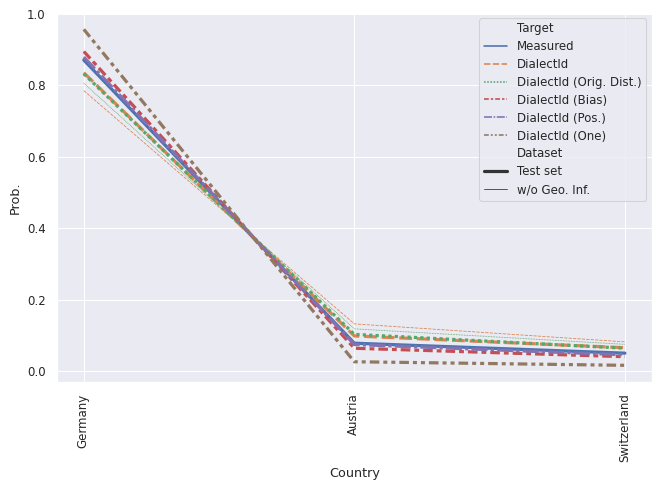 1.0
0.8
0.6
0.4
0.2
0.0
Prob.
Target
Measured
DialectId
DialectId (Orig. Dist.)
DialectId (Bias)
DialectId (Pos.)
DialectId (One)
Dataset
Test set
w/o Geo. Inf.
Germany
Austria
Switzerland
Country